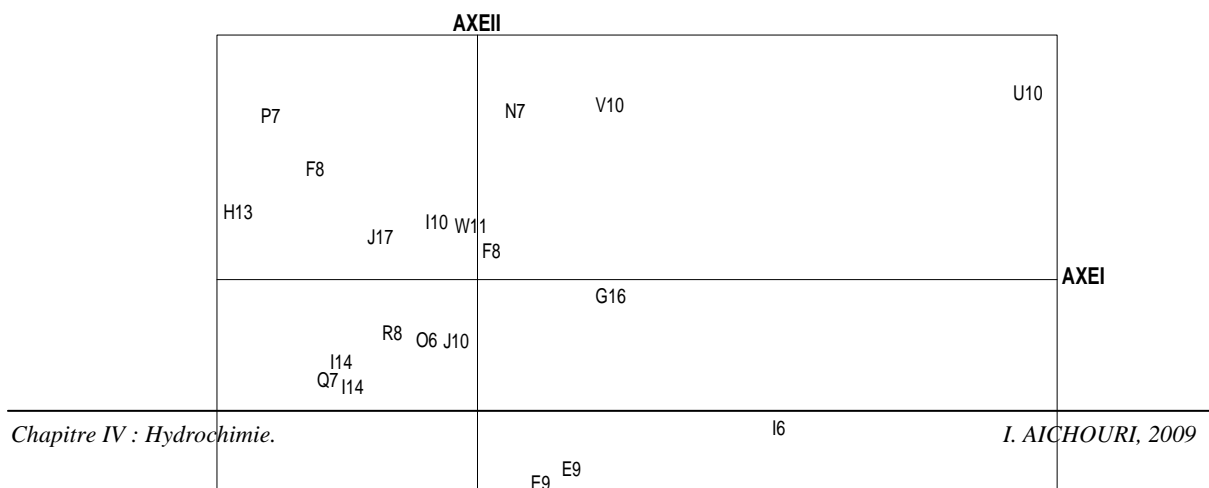 AXEII
U10
V10
N7
P7
F8
H13
I10
W11
J17
F8
AXEI
G16
R8
O6
J10
I14
Q7
I14
I6
Chapitre IV : Hydrochimie.
I. AICHOURI, 2009
E9
E9